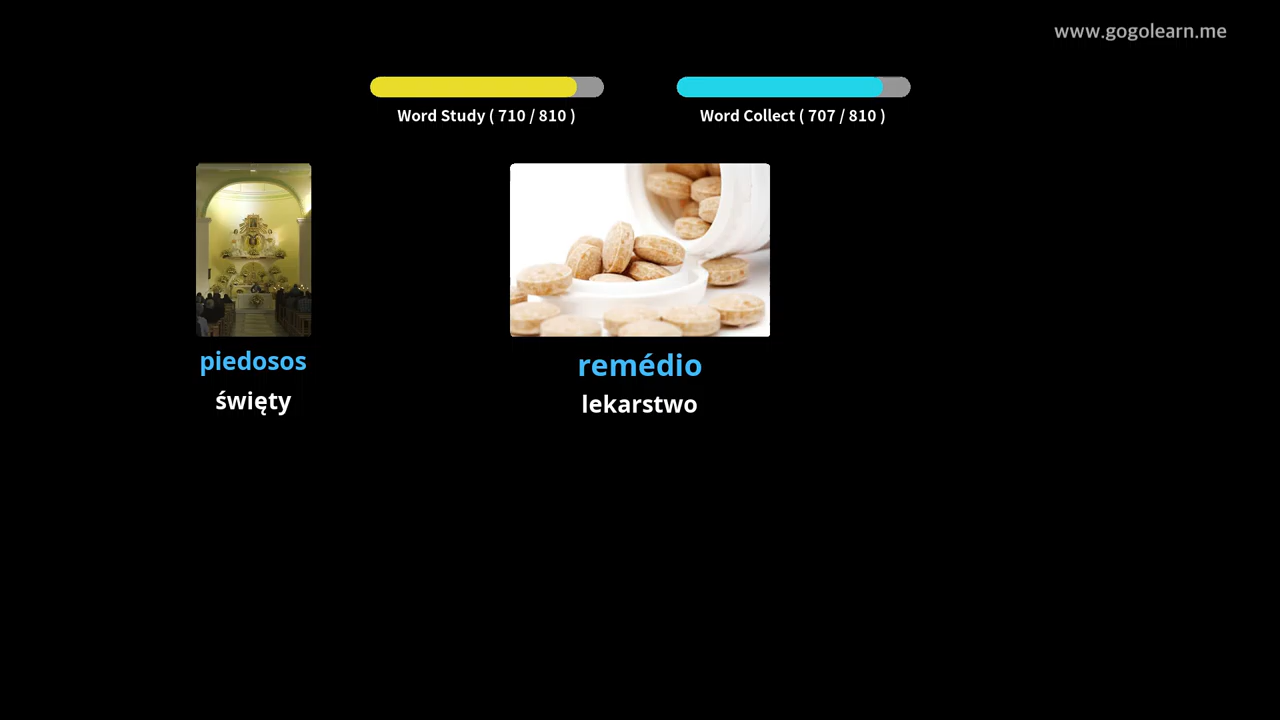 www.gogolearn.me
Word Study ( 710 / 810 )
Word Collect ( 707 / 810 )
piedosos
święty
remédio
lekarstwo